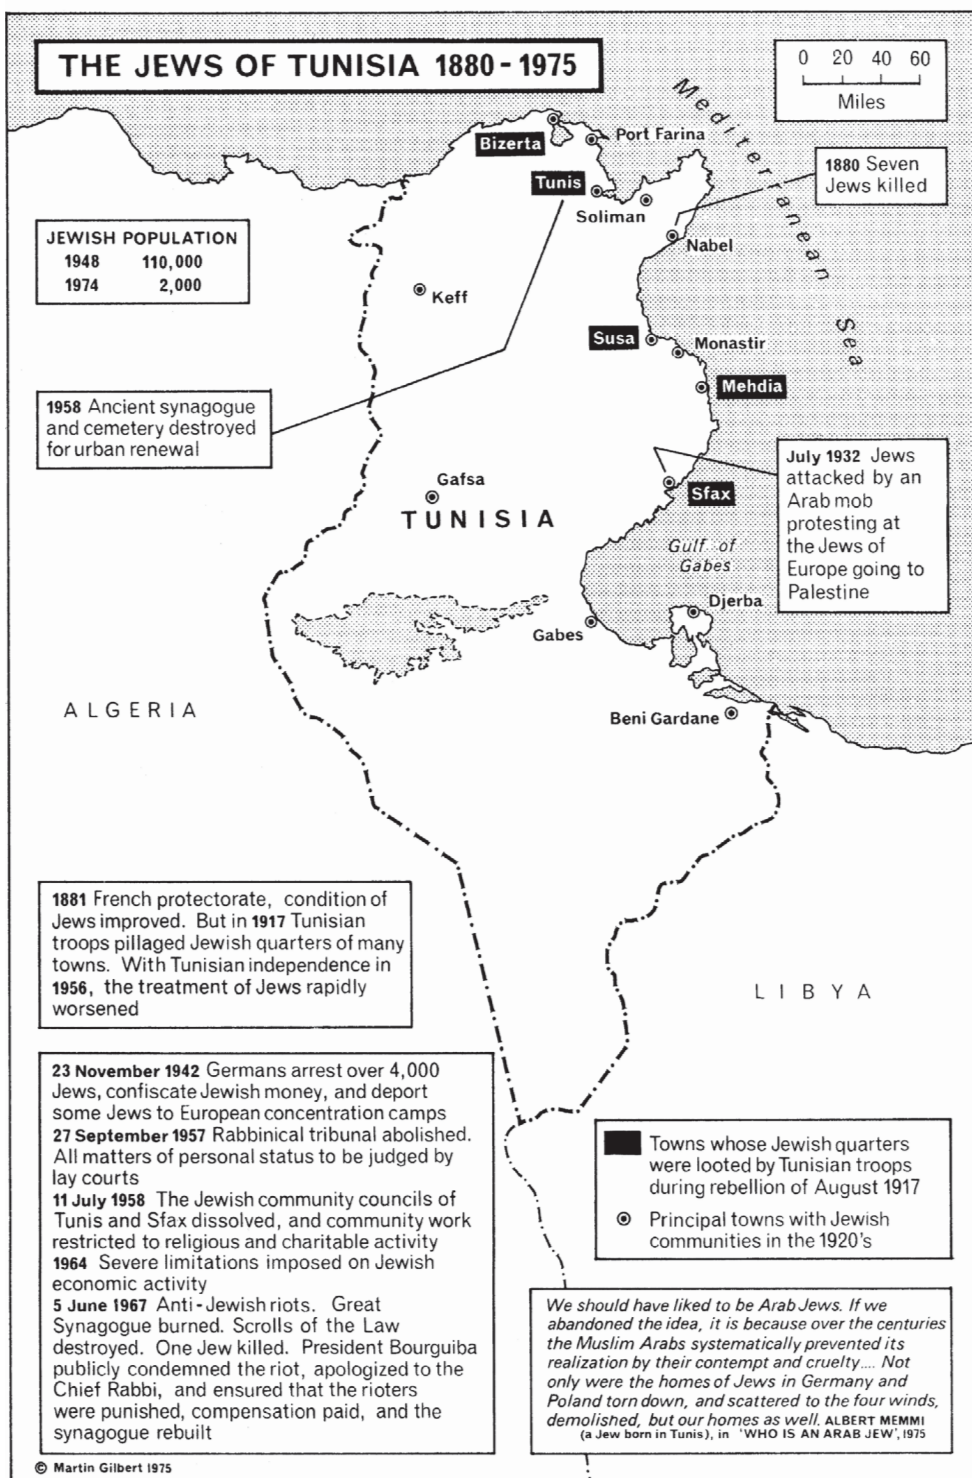 THE JEWS OF TUNISIA 1880-1975
0 20 40 60
Miles
Mediterranean Sea
Bizerta
Port Farina
Tunis
Soliman
1880 Seven
Jews killed
Nabel
JEWISH POPULATION
1948 110,000
1974 2,000
Keff
Susa
Monastir
Mehdia
1958 Ancient synagogue
and cemetery destroyed
for urban renewal
Gafsa
TUNISIA
Sfax
July 1932 Jews
attacked by an
Arab mob
protesting at
the Jews of
Europe going to
Palestine
Gulf of
Gabes
Djerba
Gabes
ALGERIA
Beni Gardane
1881 French protectorate, condition of
Jews improved. But in 1917 Tunisian
troops pillaged Jewish quarters of many
towns. With Tunisian independence in
1956, the treatment of Jews rapidly
worsened
LIBYA
23 November 1942 Germans arrest over 4,000
Jews, confiscate Jewish money, and deport
some Jews to European concentration camps
27 September 1957 Rabbinical tribunal abolished.
All matters of personal status to be judged by
lay courts
11 July 1958 The Jewish community councils of
Tunis and Sfax dissolved, and community work
restricted to religious and charitable activity
1964 Severe limitations imposed on Jewish
economic activity
5 June 1967 Anti-Jewish riots. Great
Synagogue burned. Scrolls of the Law
destroyed. One Jew killed. President Bourguiba
publicly condemned the riot, apologized to the
Chief Rabbi, and ensured that the rioters
were punished, compensation paid, and the
synagogue rebuilt
Towns whose Jewish quarters
were looted by Tunisian troops
during rebellion of August 1917
Principal towns with Jewish
communities in the 1920's
We should have liked to be Arab Jews. If we
abandoned the idea, it is because over the centuries
the Muslim Arabs systematically prevented its
realization by their contempt and cruelty.... Not
only were the homes of Jews in Germany and
Poland torn down, and scattered to the four winds,
demolished, but our homes as well. ALBERT MEMMI
(a Jew born in Tunis), in 'WHO IS AN ARAB JEW', 1975
© Martin Gilbert 1975